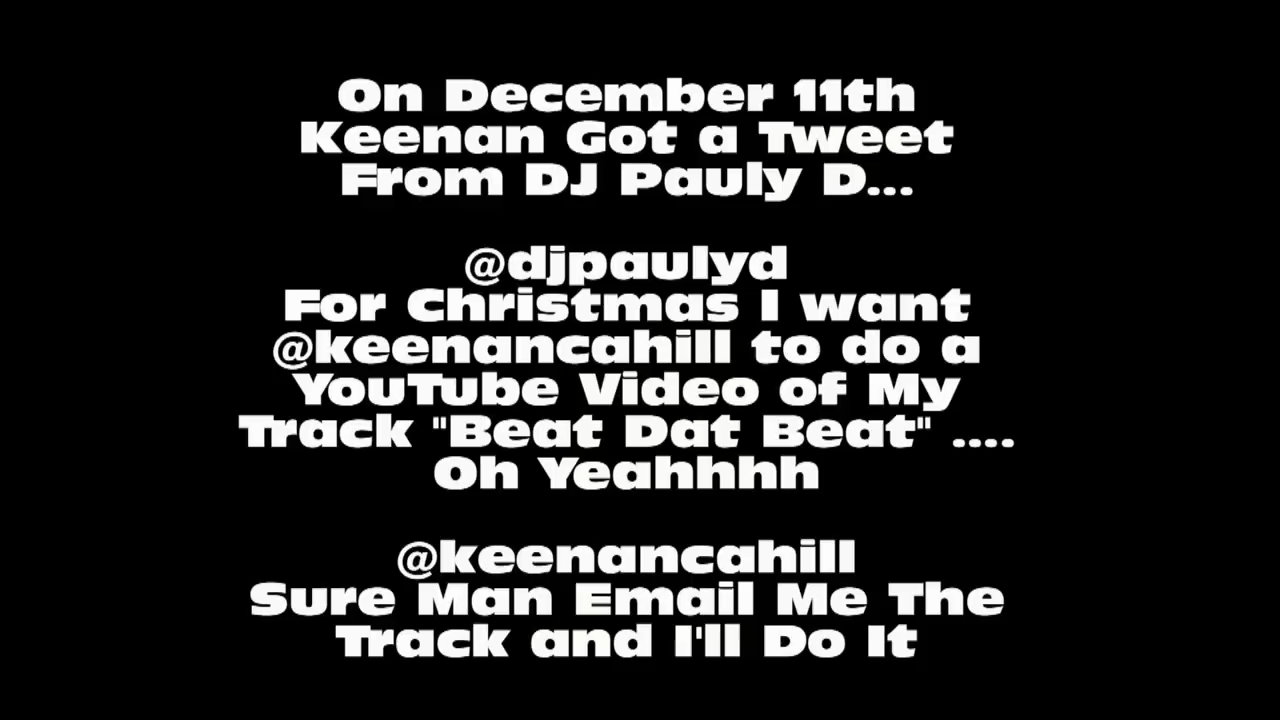 On December 11th
Keenan Got a Tweet
From DJ Pauly D...
@djpaulyd
For Christmas I want
@keenancahill to do a
YouTube Video of My
Track "Beat Dat Beat" ....
Oh Yeahhhh
@keenancahill
Sure Man Email Me The
Track and I'll Do It